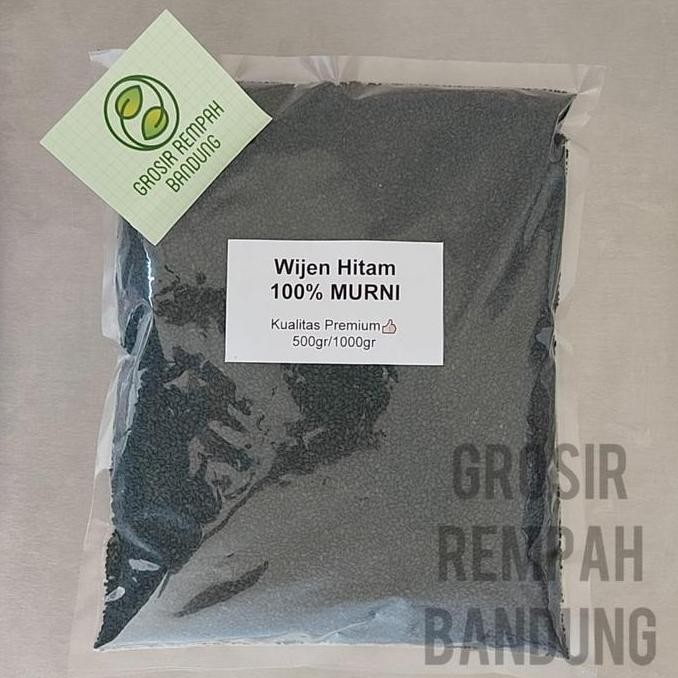 GROSIR REMPAH
BANDUNG
Wijen Hitam
100% MURNI
Kualitas Premium👍
500gr/1000gr
GROSIR
REMPAH
BANDUNG